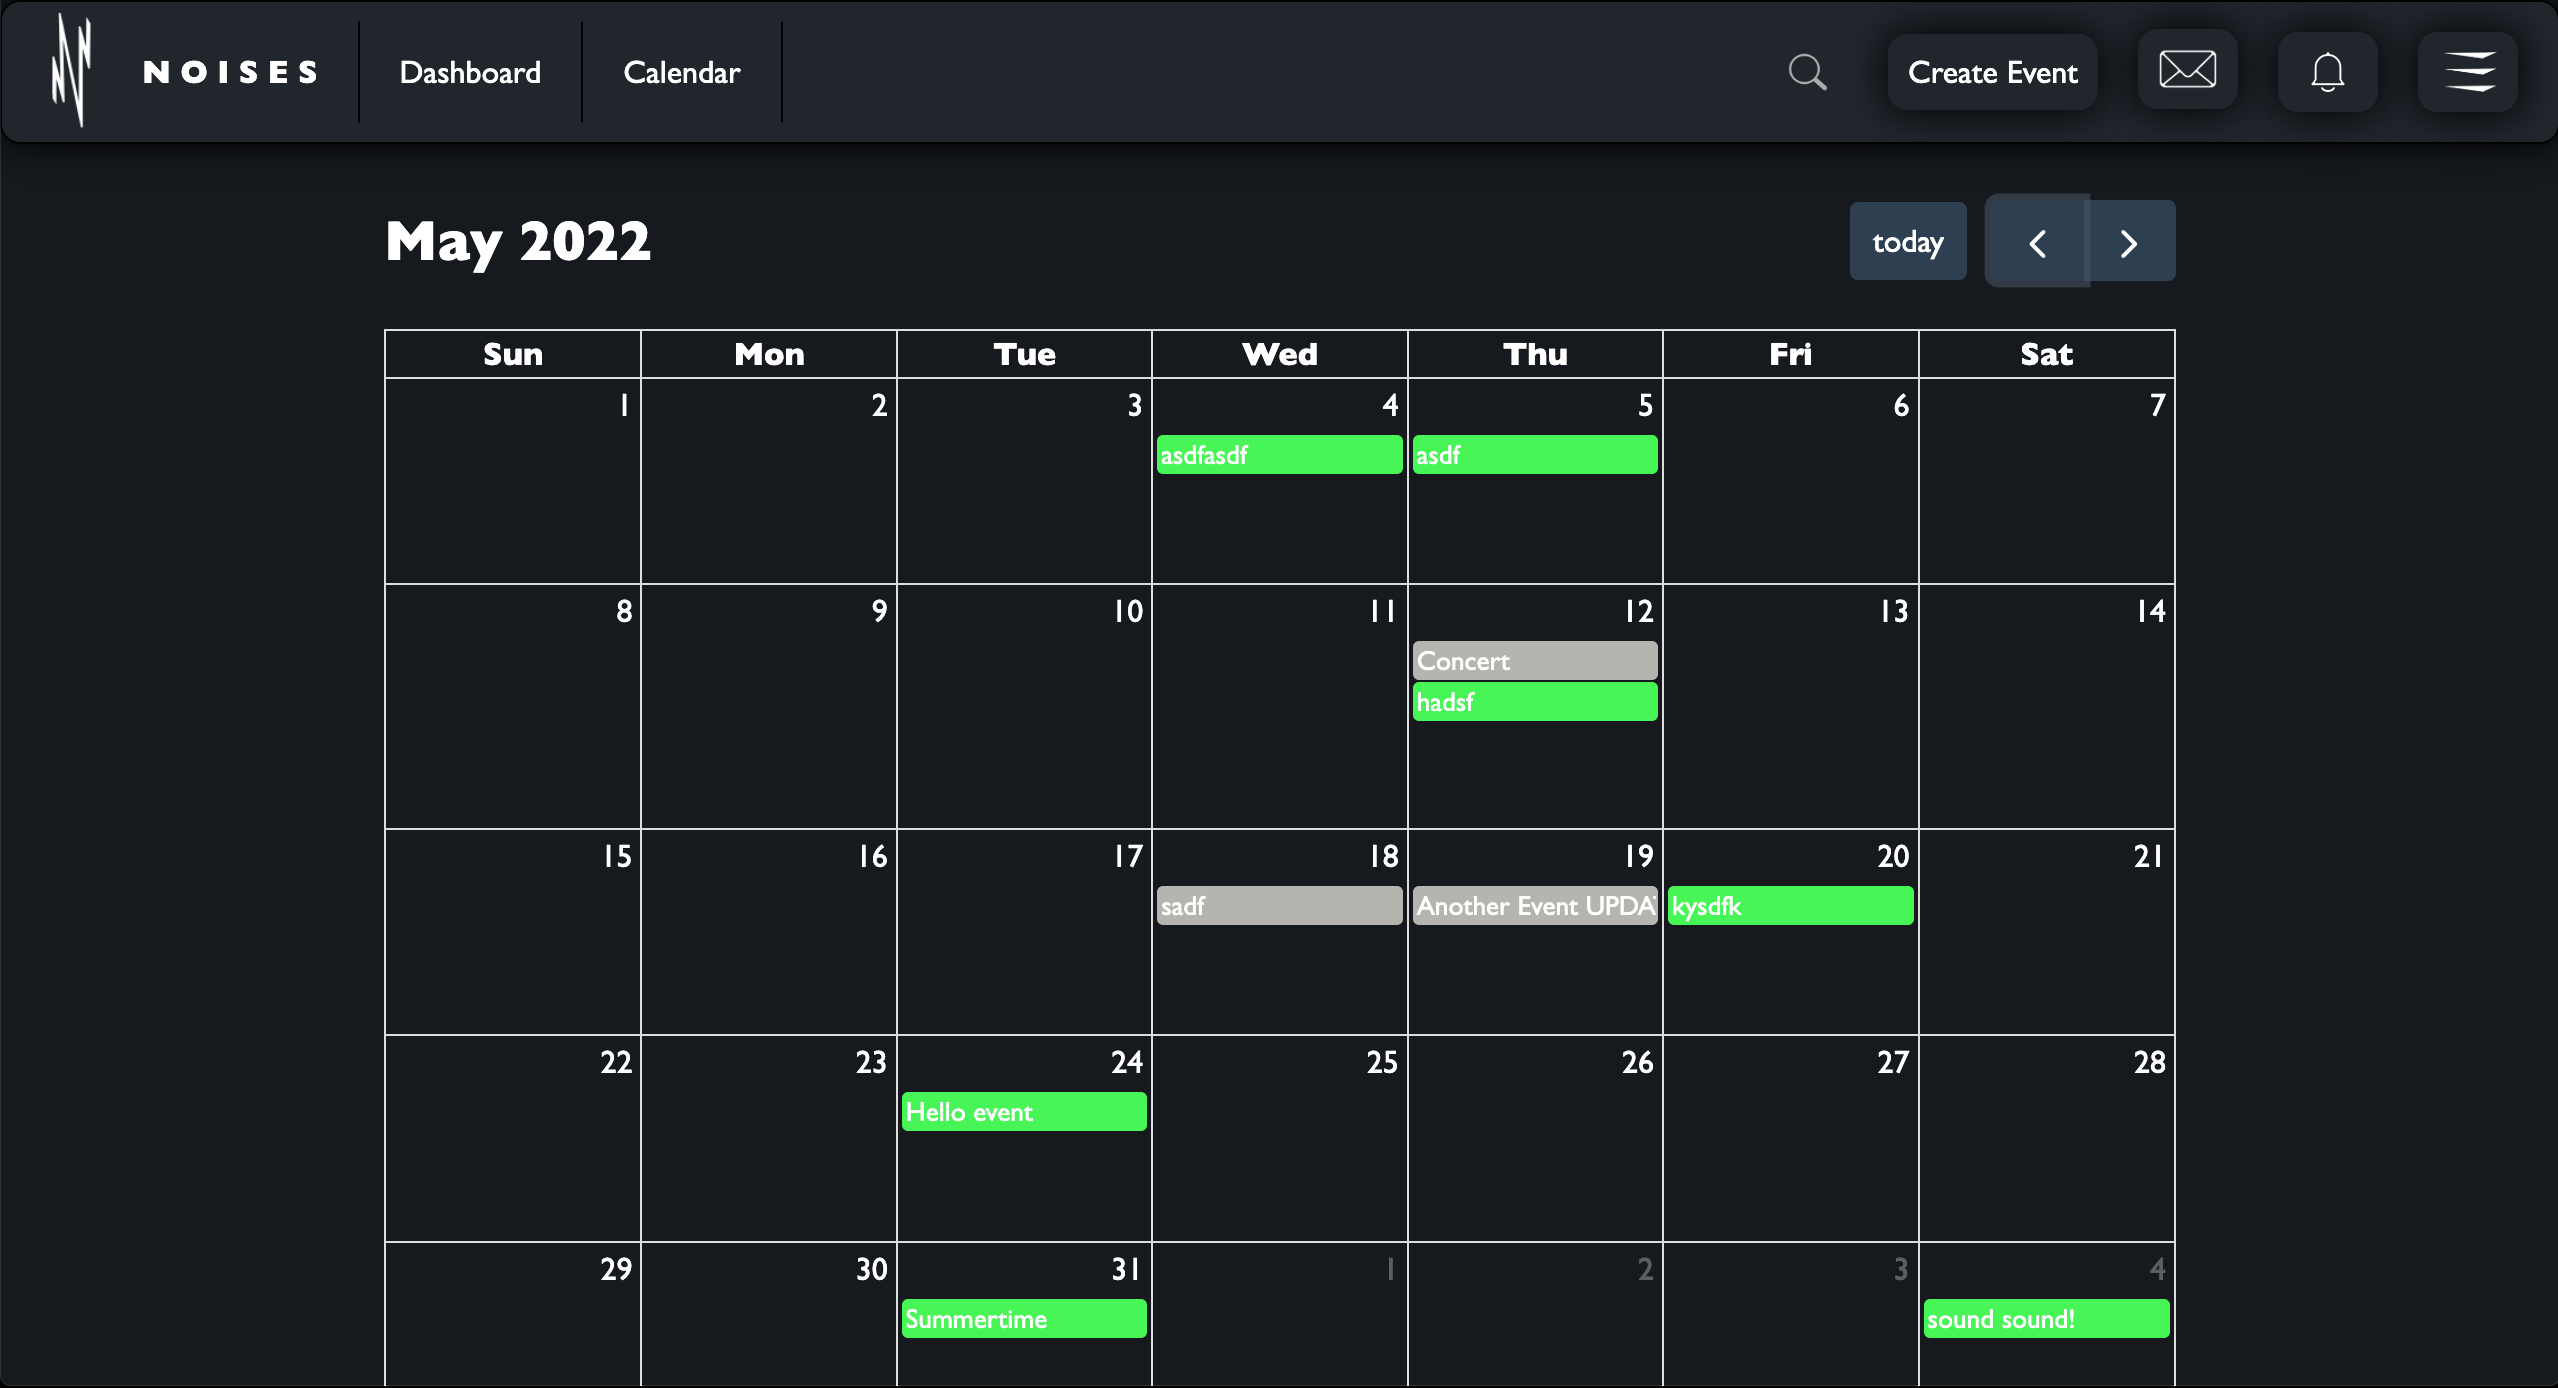 NOISES Dashboard Calendar Create Event
May 2022 today
Sun Mon Tue Wed Thu Fri Sat
1 2 3 4 5 6 7
asdfasdf asdf
8 9 10 11 12 13 14
Concert
hadsf
15 16 17 18 19 20 21
sadf Another Event UPDA kysdfk
22 23 24 25 26 27 28
Hello event
29 30 31 1 2 3 4
Summertime sound sound!